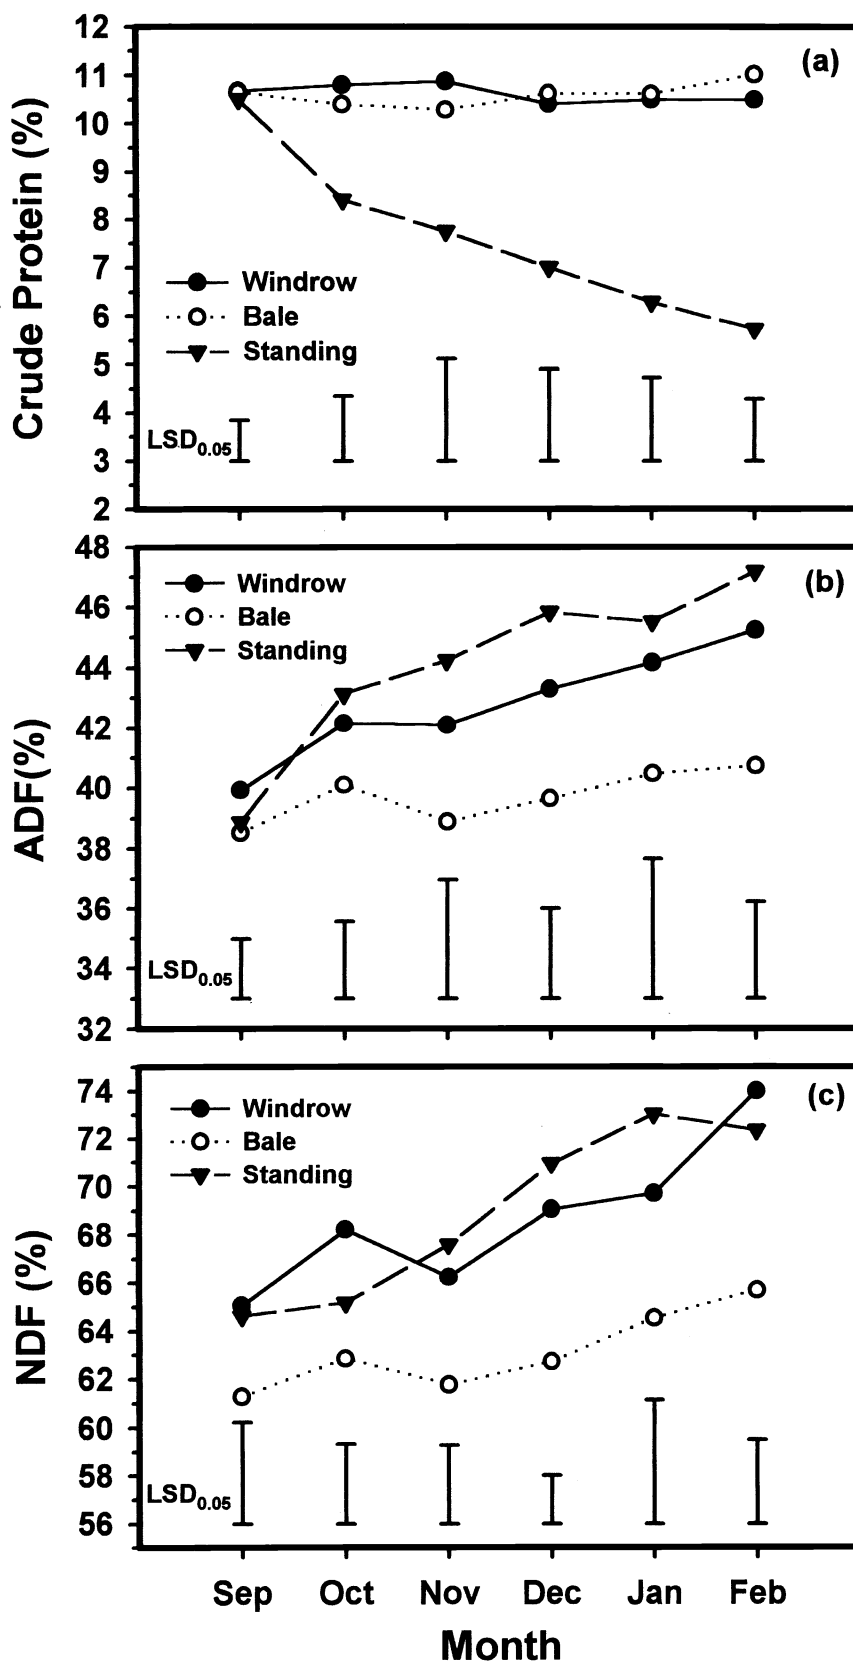 (a)
Crude Protein (%)
12
11
10
9
8
7
6
5
4
3
2
Windrow
Bale
Standing
LSD0.05
(b)
ADF(%)
48
46
44
42
40
38
36
34
32
Windrow
Bale
Standing
LSD0.05
(c)
NDF (%)
74
72
70
68
66
64
62
60
58
56
Windrow
Bale
Standing
LSD0.05
Sep Oct Nov Dec Jan Feb
Month